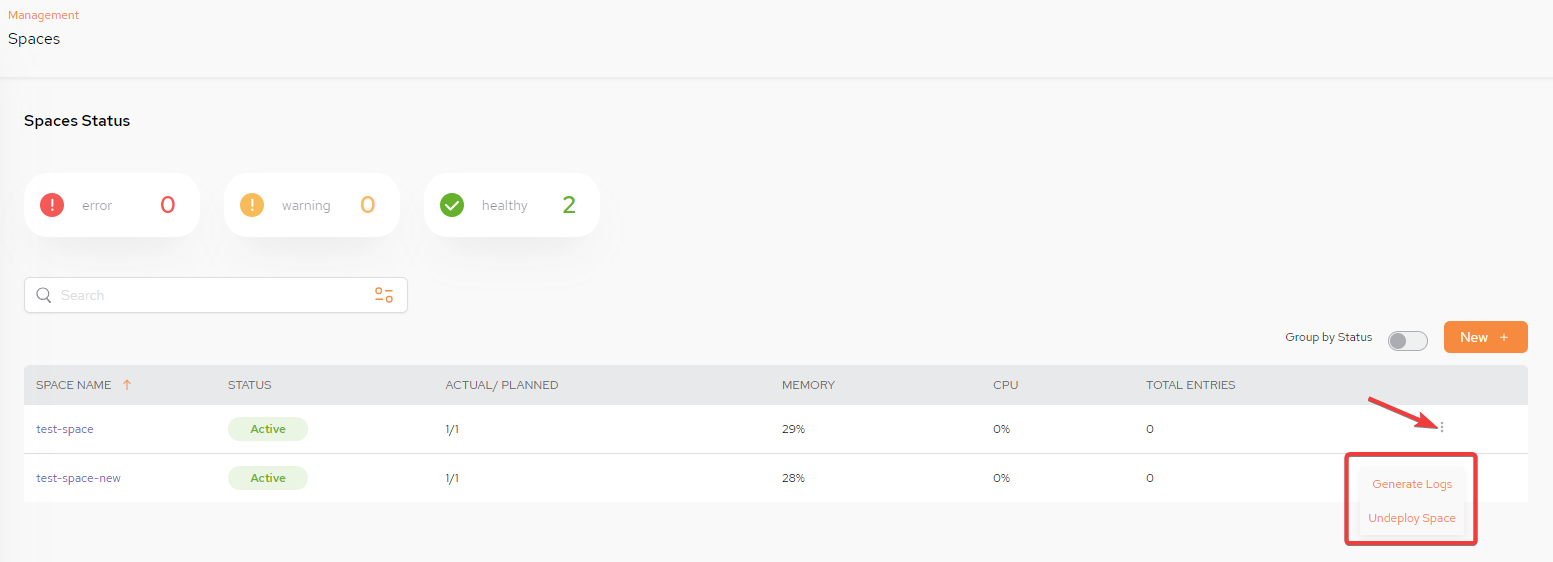 Management
Spaces
Spaces Status
error 0 warning 0 healthy 2
Search
Group by Status New +
SPACE NAME STATUS ACTUAL/ PLANNED MEMORY CPU TOTAL ENTRIES
test-space Active 1/1 29% 0% 0
test-space-new Active 1/1 28% 0% 0
Generate Logs
Undeploy Space